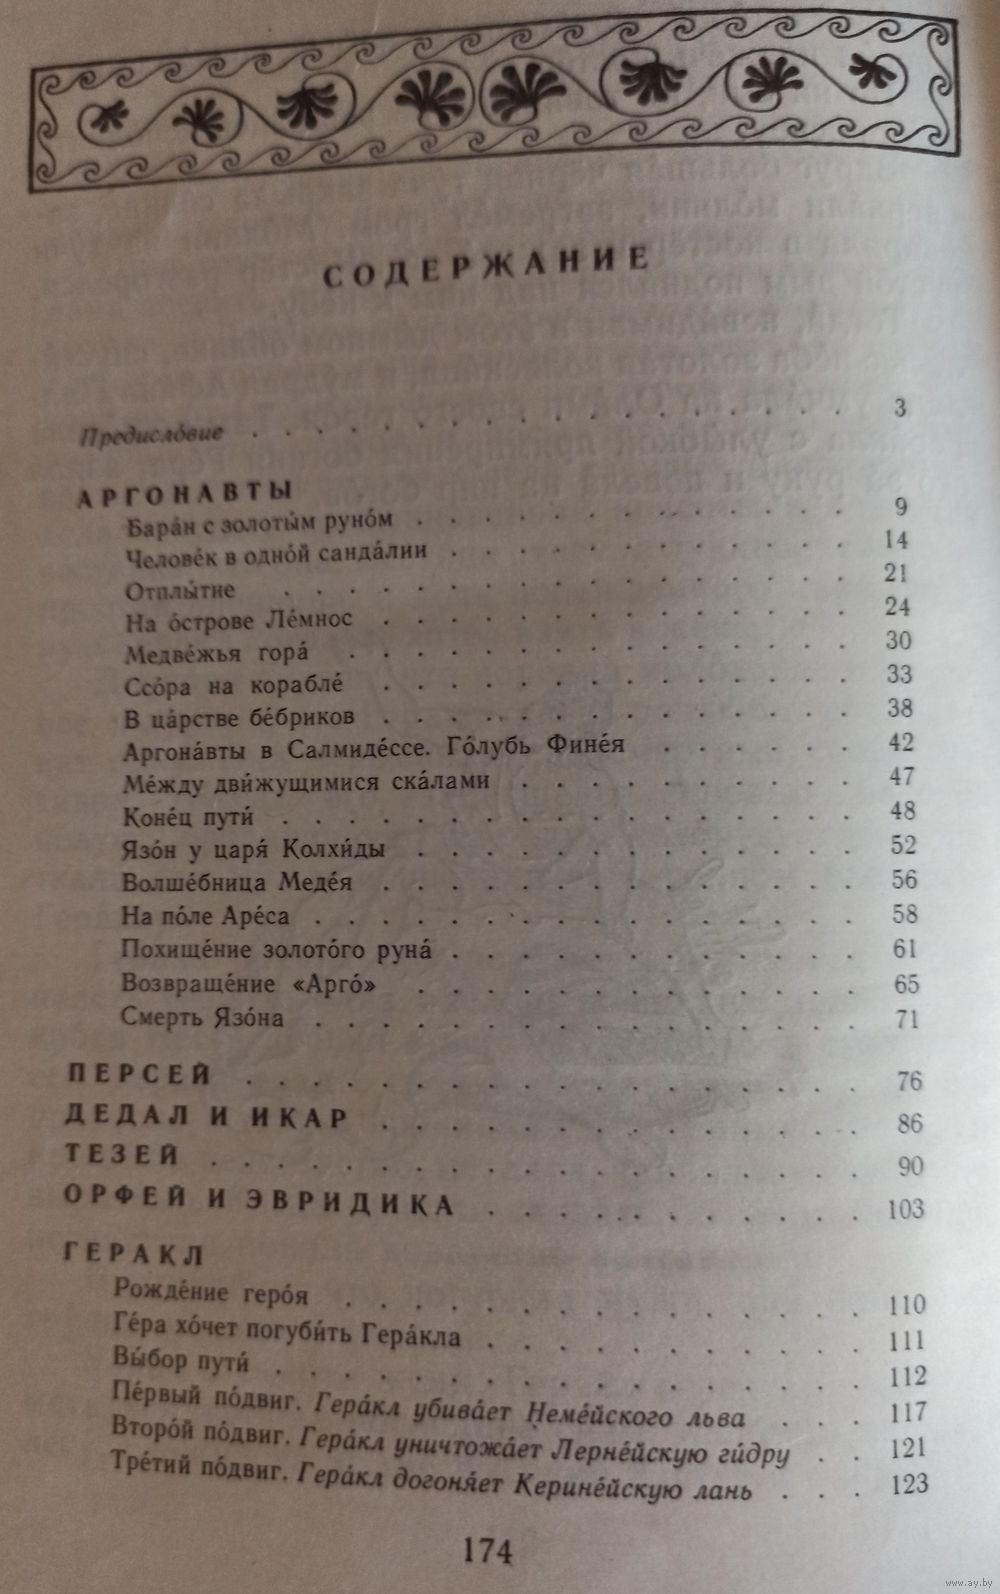 СОДЕРЖАНИЕ
Предисло́вие . . . . . . . . . . . . . . . . . . 3
АРГОНАВТЫ
Бара́н с золоты́м руно́м . . . . . . . . . . . . . 9
Челове́к в одно́й санда́лии . . . . . . . . . . . . 14
Отплы́тие . . . . . . . . . . . . . . . . . 21
На о́строве Ле́мнос . . . . . . . . . . . . . . 24
Медве́жья гора́ . . . . . . . . . . . . . . . 30
Ссо́ра на корабле́ . . . . . . . . . . . . . . 33
В ца́рстве бе́бриков . . . . . . . . . . . . . . 38
Аргона́вты в Салмиде́ссе. Го́лубь Фине́я . . . . . . 42
Ме́жду дви́жущимися ска́лами . . . . . . . . . . 47
Коне́ц пути́ . . . . . . . . . . . . . . . . . 48
Язо́н у царя́ Колхи́ды . . . . . . . . . . . . . 52
Волше́бница Меде́я . . . . . . . . . . . . . . 56
На по́ле Аре́са . . . . . . . . . . . . . . . . 58
Похище́ние золото́го руна́ . . . . . . . . . . . . 61
Возвраще́ние «Арго́» . . . . . . . . . . . . . 65
Смерть Язо́на . . . . . . . . . . . . . . . . 71
ПЕРСЕЙ . . . . . . . . . . . . . . . . . . 76
ДЕДАЛ И ИКАР . . . . . . . . . . . . . . 86
ТЕЗЕЙ . . . . . . . . . . . . . . . . . . . 90
ОРФЕЙ И ЭВРИДИКА . . . . . . . . . . . 103
ГЕРАКЛ
Рожде́ние геро́я . . . . . . . . . . . . . . . 110
Ге́ра хо́чет погуби́ть Гера́кла . . . . . . . . . . . 111
Вы́бор пути́ . . . . . . . . . . . . . . . . . 112
Пе́рвый по́двиг. Гера́кл убива́ет Неме́йского льва . . . 117
Второ́й по́двиг. Гера́кл уничтожа́ет Лерне́йскую ги́дру . . 121
Тре́тий по́двиг. Гера́кл догоня́ет Керине́йскую лань . . . 123
174
www.ay.by